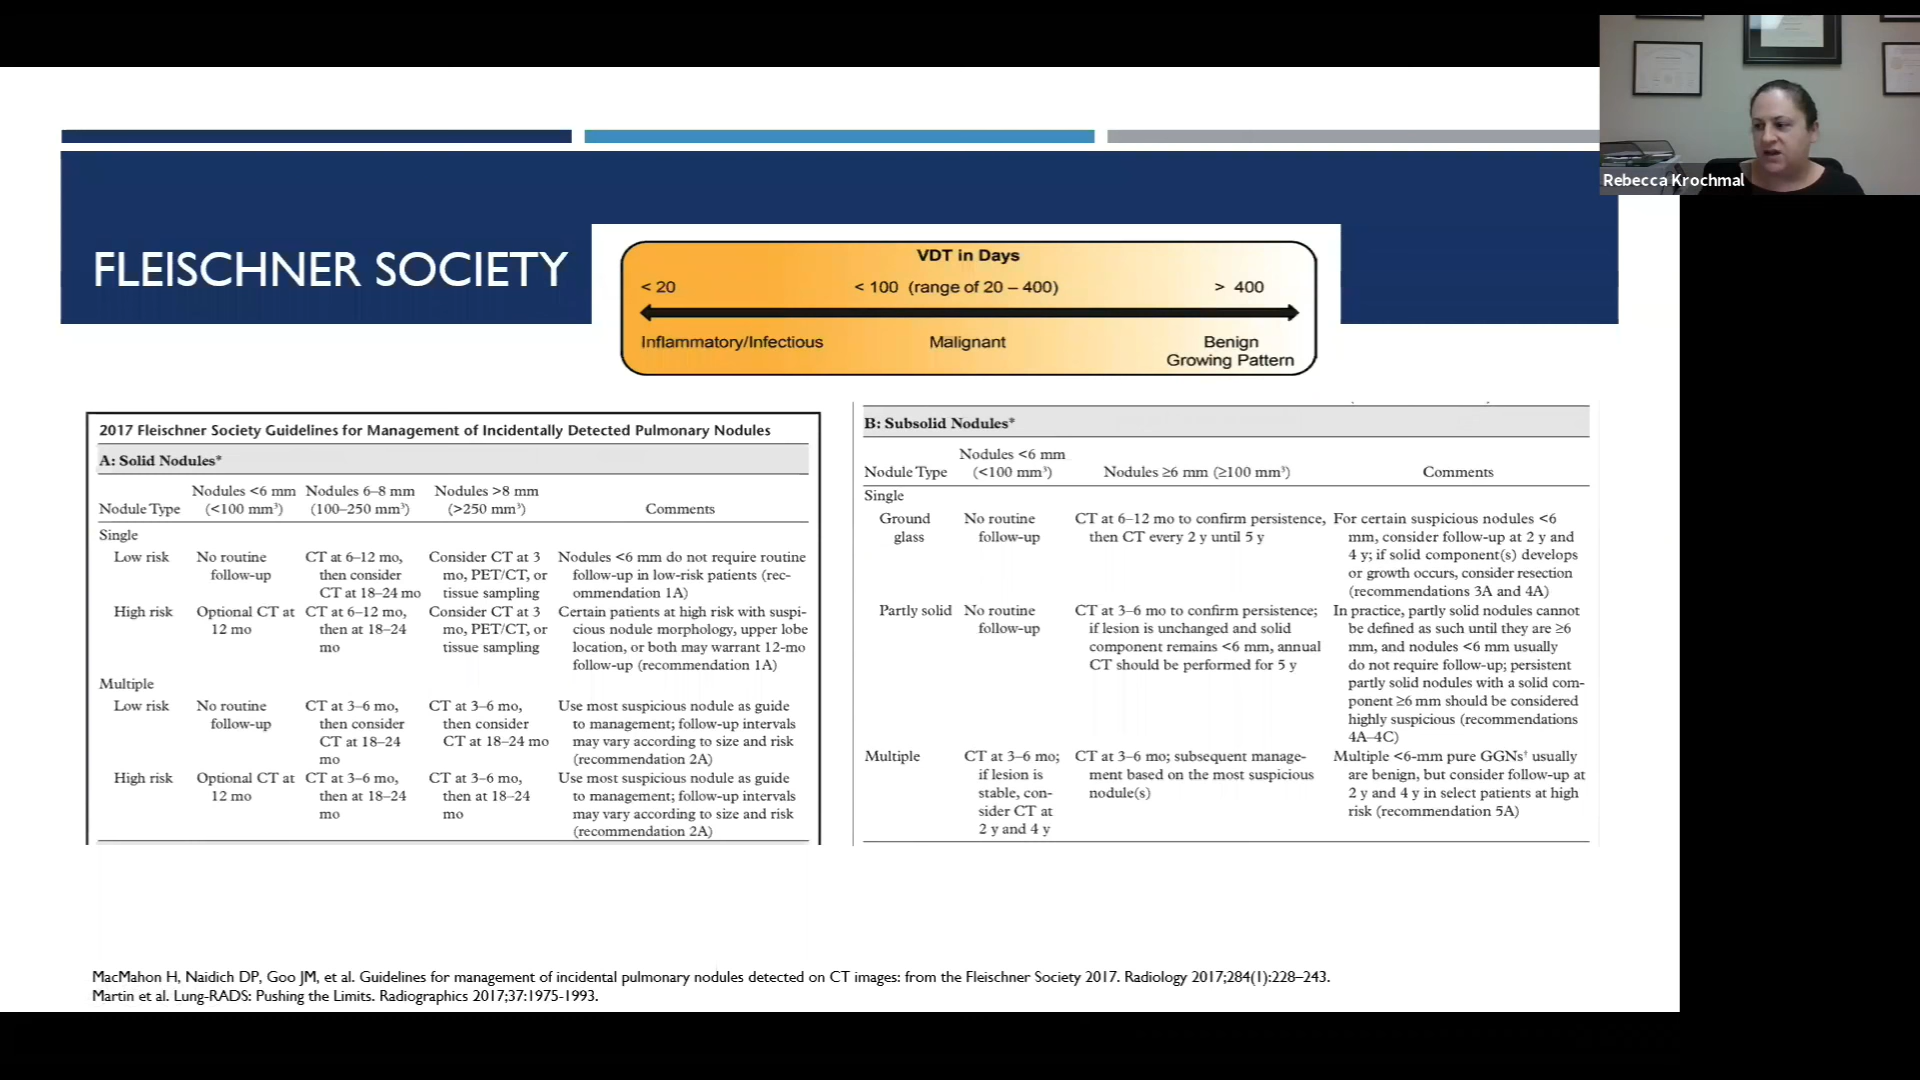 Rebecca Krochmal
FLEISCHNER SOCIETY
VDT in Days
< 20 < 100 (range of 20 – 400) > 400
Inflammatory/Infectious Malignant Benign
Growing Pattern
2017 Fleischner Society Guidelines for Management of Incidentally Detected Pulmonary Nodules
A: Solid Nodules*
Nodules <6 mm Nodules 6–8 mm Nodules >8 mm
Nodule Type (<100 mm³) (100–250 mm³) (>250 mm³) Comments
Single
Low risk No routine CT at 6–12 mo, Consider CT at 3 Nodules <6 mm do not require routine
follow-up then consider mo, PET/CT, or follow-up in low-risk patients (rec-
CT at 18–24 mo tissue sampling ommendation 1A)
High risk Optional CT at CT at 6–12 mo, Consider CT at 3 Certain patients at high risk with suspi-
12 mo then at 18–24 mo, PET/CT, or cious nodule morphology, upper lobe
mo tissue sampling location, or both may warrant 12-mo
follow-up (recommendation 1A)
Multiple
Low risk No routine CT at 3–6 mo, CT at 3–6 mo, Use most suspicious nodule as guide
follow-up then consider then consider to management; follow-up intervals
CT at 18–24 CT at 18–24 mo may vary according to size and risk
mo (recommendation 2A)
High risk Optional CT at CT at 3–6 mo, CT at 3–6 mo, Use most suspicious nodule as guide
12 mo then at 18–24 then at 18–24 to management; follow-up intervals
mo mo may vary according to size and risk
(recommendation 2A)
B: Subsolid Nodules*
Nodules <6 mm
Nodule Type (<100 mm³) Nodules ≥6 mm (≥100 mm³) Comments
Single
Ground No routine CT at 6–12 mo to confirm persistence, For certain suspicious nodules <6
glass follow-up then CT every 2 y until 5 y mm, consider follow-up at 2 y and
4 y; if solid component(s) develops
or growth occurs, consider resection
(recommendations 3A and 4A)
Partly solid No routine CT at 3–6 mo to confirm persistence; In practice, partly solid nodules cannot
follow-up if lesion is unchanged and solid be defined as such until they are ≥6
component remains <6 mm, annual mm, and nodules <6 mm usually
CT should be performed for 5 y do not require follow-up; persistent
partly solid nodules with a solid com-
ponent ≥6 mm should be considered
highly suspicious (recommendations
4A–4C)
Multiple CT at 3–6 mo; CT at 3–6 mo; subsequent manage- Multiple <6-mm pure GGNs† usually
if lesion is ment based on the most suspicious are benign, but consider follow-up at
stable, con- nodule(s) 2 y and 4 y in select patients at high
sider CT at risk (recommendation 5A)
2 y and 4 y
MacMahon H, Naidich DP, Goo JM, et al. Guidelines for management of incidental pulmonary nodules detected on CT images: from the Fleischner Society 2017. Radiology 2017;284(1):228–243.
Martin et al. Lung-RADS: Pushing the Limits. Radiographics 2017;37:1975-1993.